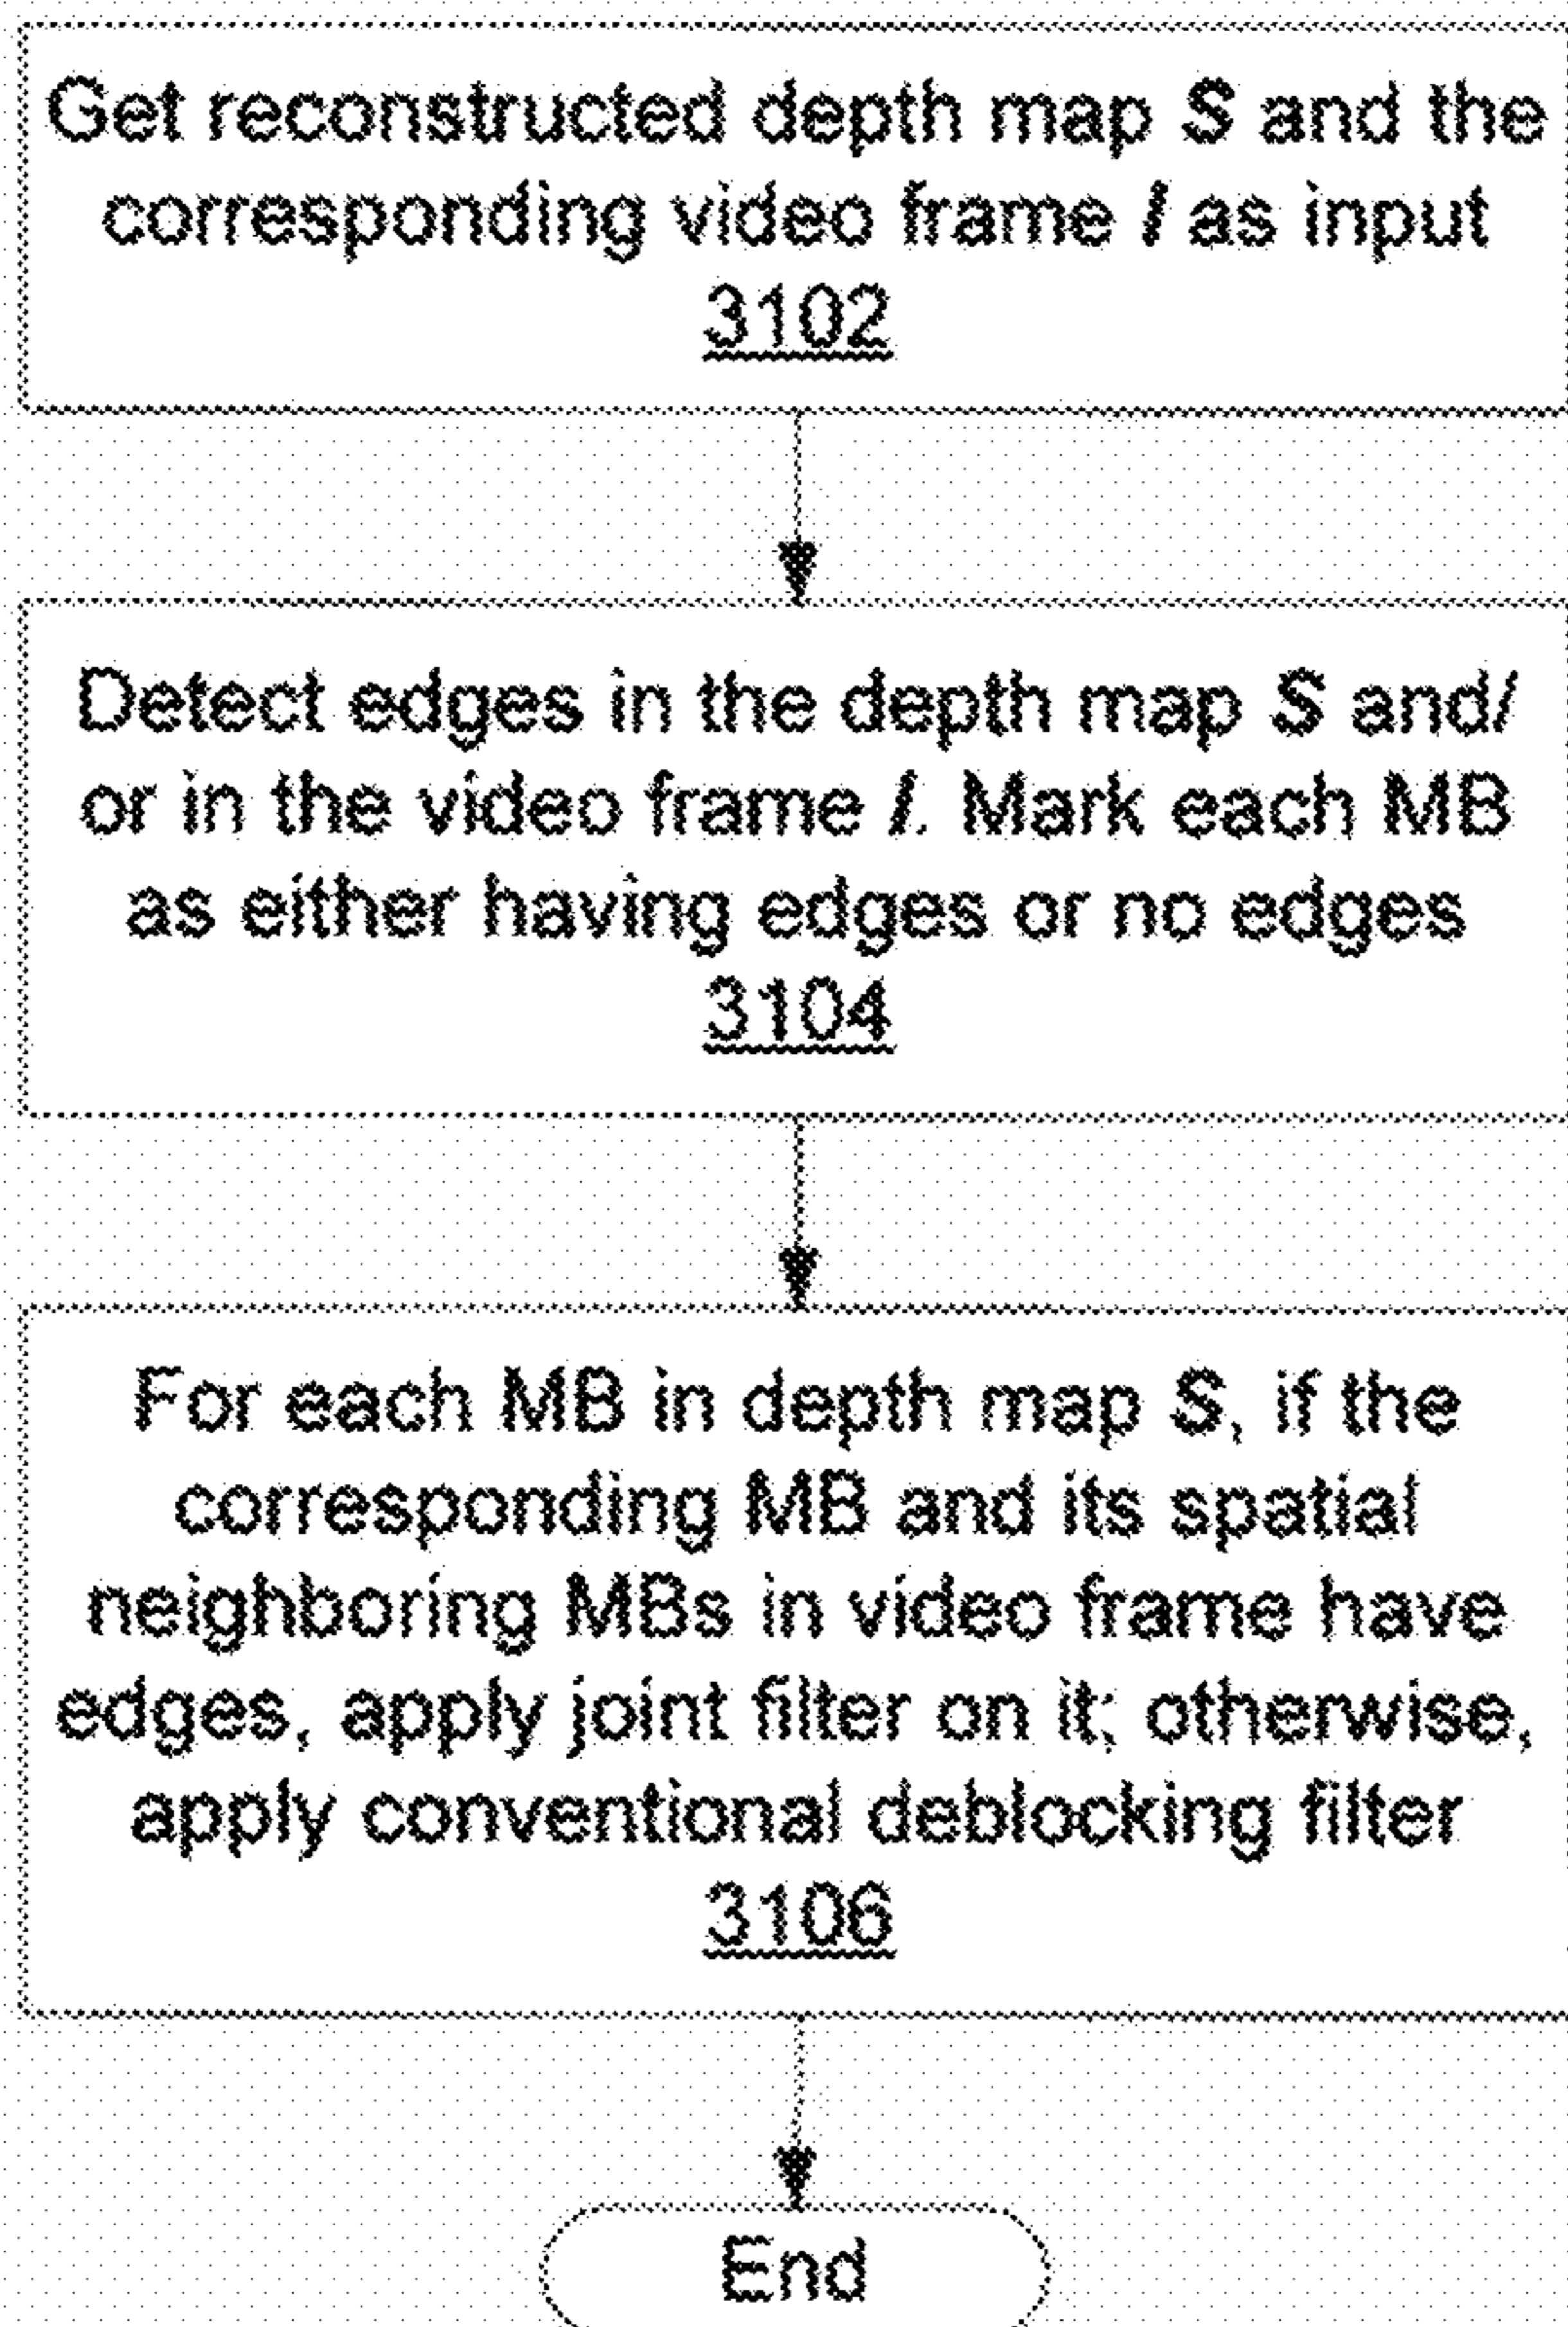 Get reconstructed depth map S and the
corresponding video frame I as input
3102
Detect edges in the depth map S and/
or in the video frame I. Mark each MB
as either having edges or no edges
3104
For each MB in depth map S, if the
corresponding MB and its spatial
neighboring MBs in video frame have
edges, apply joint filter on it; otherwise,
apply conventional deblocking filter
3106
End